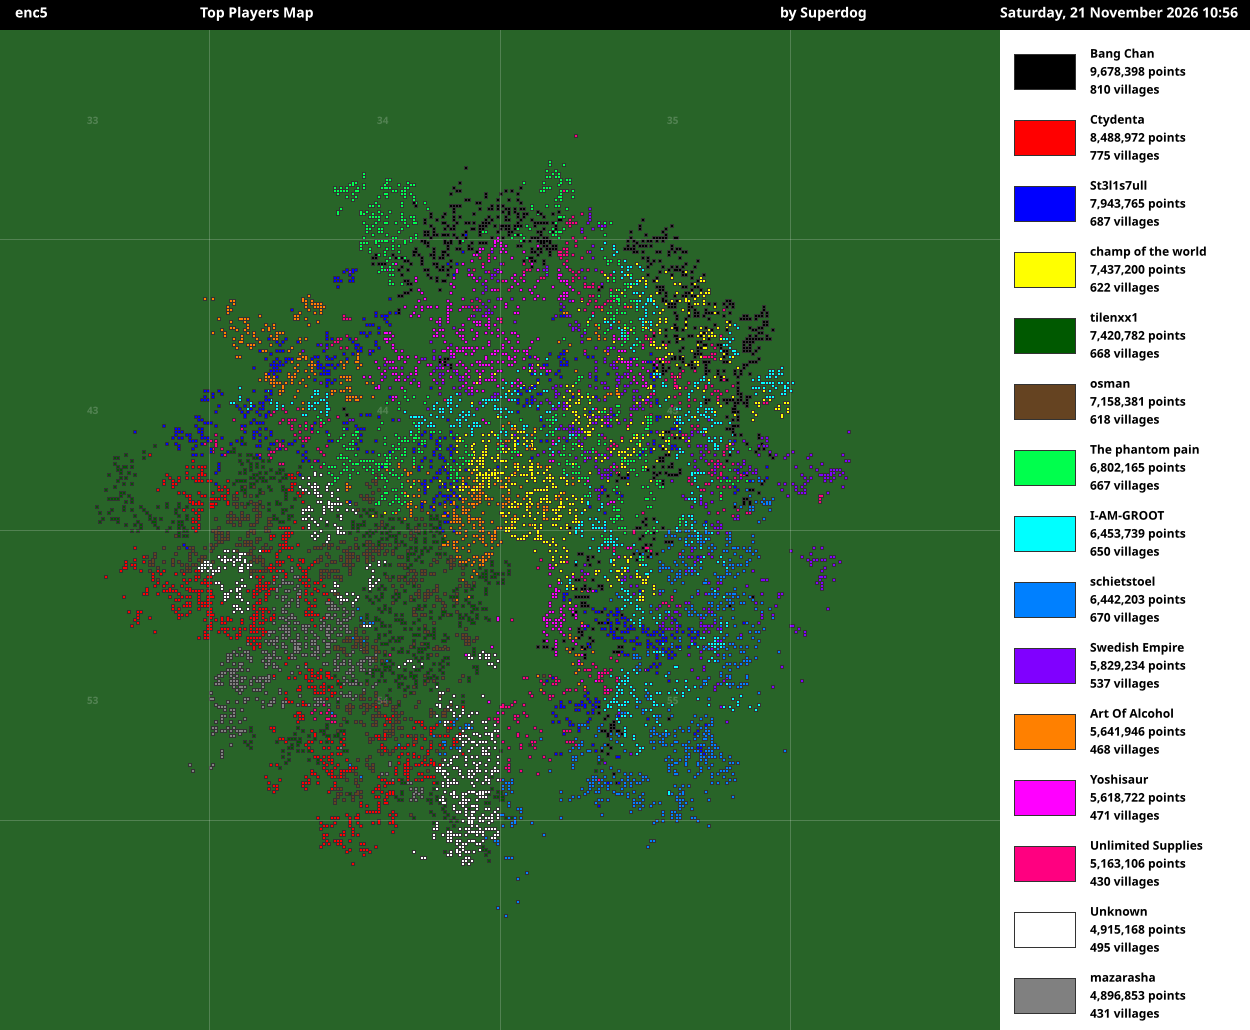 enc5
Top Players Map
by Superdog
Saturday, 21 November 2026 10:56
33
34
35
43
44
53
Bang Chan
9,678,398 points
810 villages
Ctydenta
8,488,972 points
775 villages
St3l1s7ull
7,943,765 points
687 villages
champ of the world
7,437,200 points
622 villages
tilenxx1
7,420,782 points
668 villages
osman
7,158,381 points
618 villages
The phantom pain
6,802,165 points
667 villages
I-AM-GROOT
6,453,739 points
650 villages
schietstoel
6,442,203 points
670 villages
Swedish Empire
5,829,234 points
537 villages
Art Of Alcohol
5,641,946 points
468 villages
Yoshisaur
5,618,722 points
471 villages
Unlimited Supplies
5,163,106 points
430 villages
Unknown
4,915,168 points
495 villages
mazarasha
4,896,853 points
431 villages